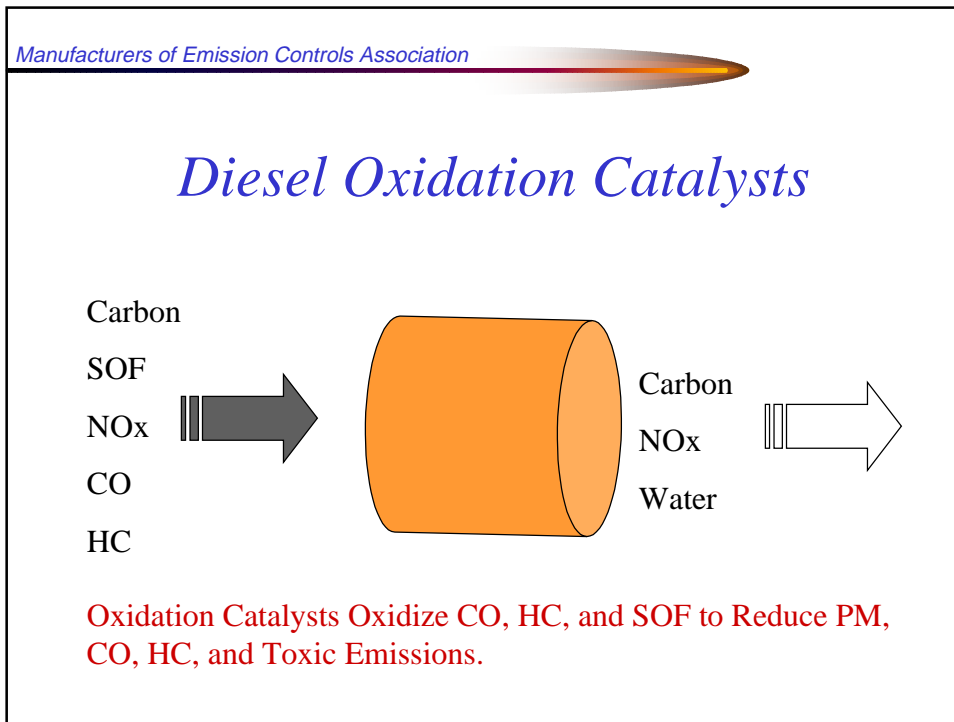 Manufacturers of Emission Controls Association
Diesel Oxidation Catalysts
Carbon
SOF
NOx
CO
HC
Carbon
NOx
Water
Oxidation Catalysts Oxidize CO, HC, and SOF to Reduce PM,
CO, HC, and Toxic Emissions.